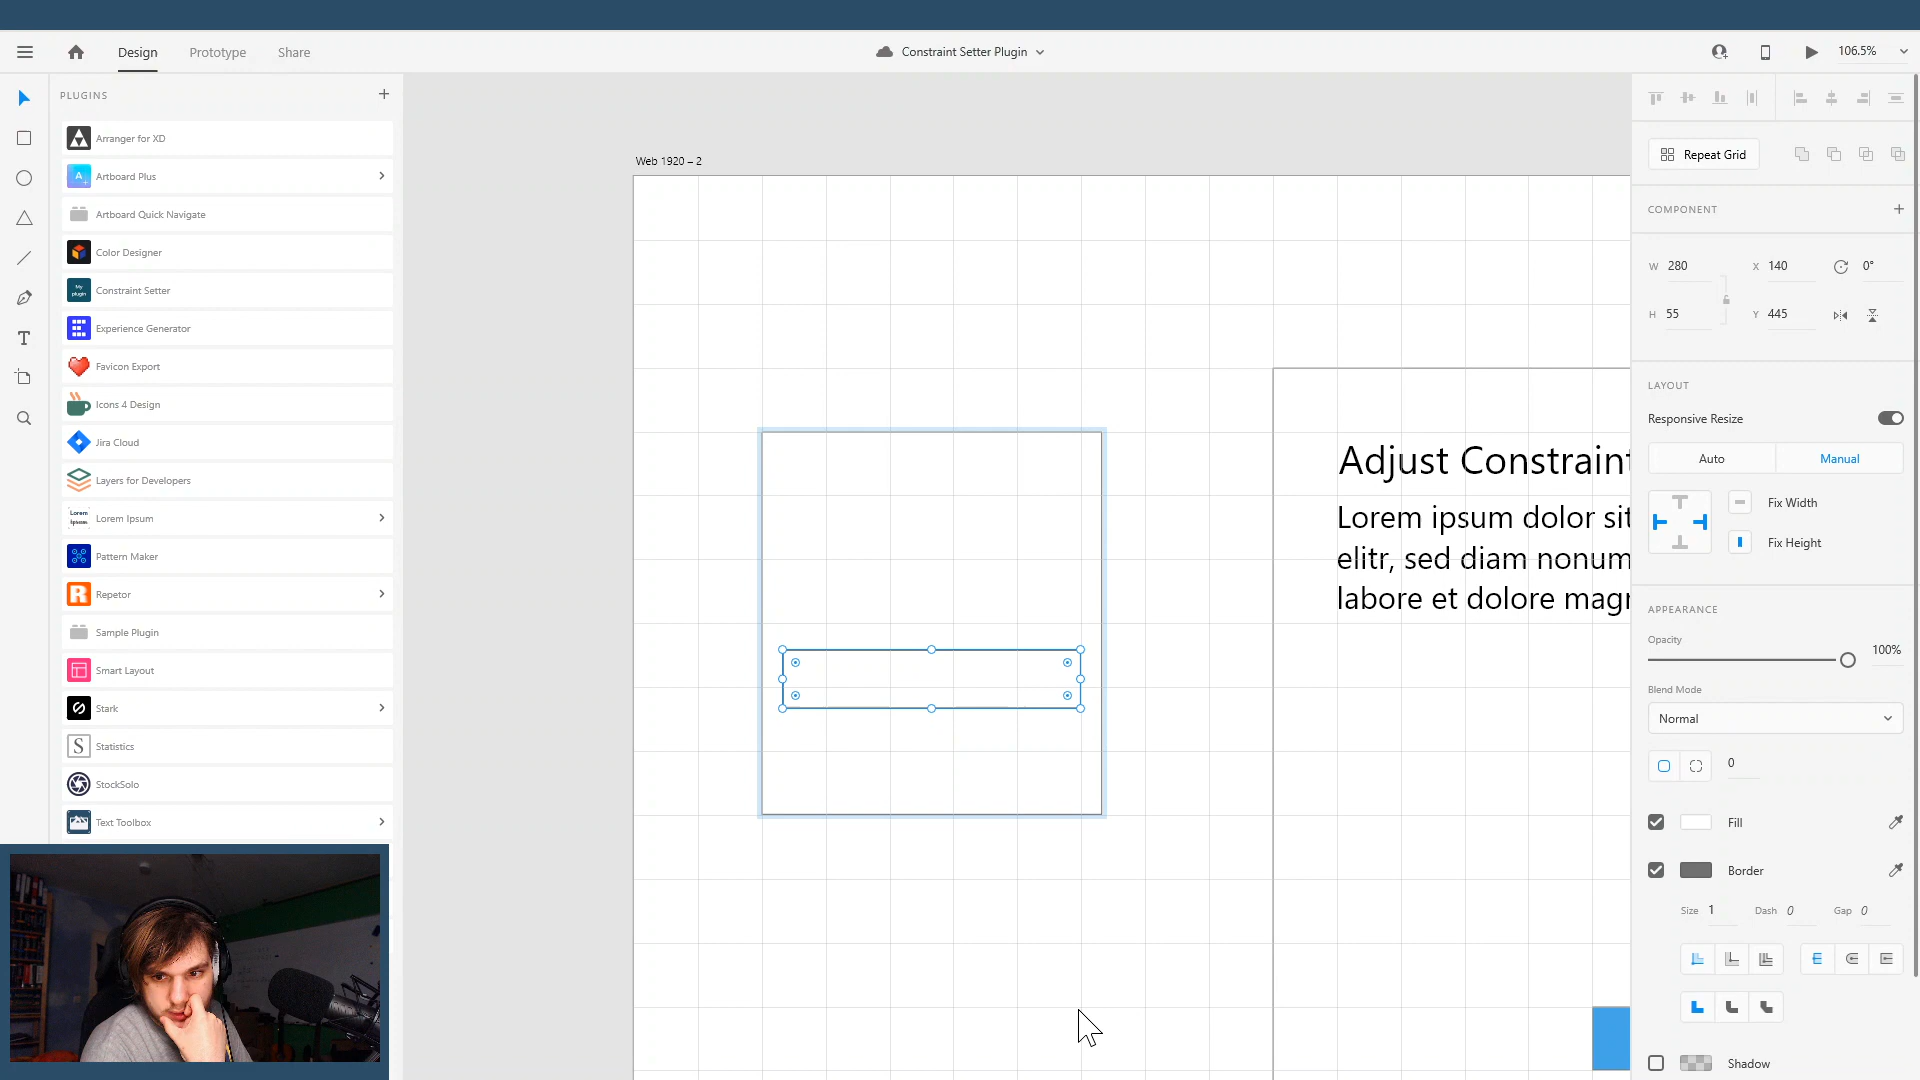 Design
Prototype
Share
Constraint Setter Plugin
106.5%
PLUGINS
Arranger for XD
Artboard Plus
Artboard Quick Navigate
Color Designer
My
plugin
Constraint Setter
Experience Generator
Favicon Export
Icons 4 Design
Jira Cloud
Layers for Developers
Lorem
Ipsum
Lorem Ipsum
Pattern Maker
Repetor
Sample Plugin
Smart Layout
Stark
Statistics
StockSolo
Text Toolbox
Web 1920 – 2
Adjust Constraint
Lorem ipsum dolor sit
elitr, sed diam nonum
labore et dolore magn
Repeat Grid
COMPONENT
W 280 X 140 0°
H 55 Y 445
LAYOUT
Responsive Resize
Auto Manual
Fix Width
Fix Height
APPEARANCE
Opacity
100%
Blend Mode
Normal
0
Fill
Border
Size 1 Dash 0 Gap 0
Shadow